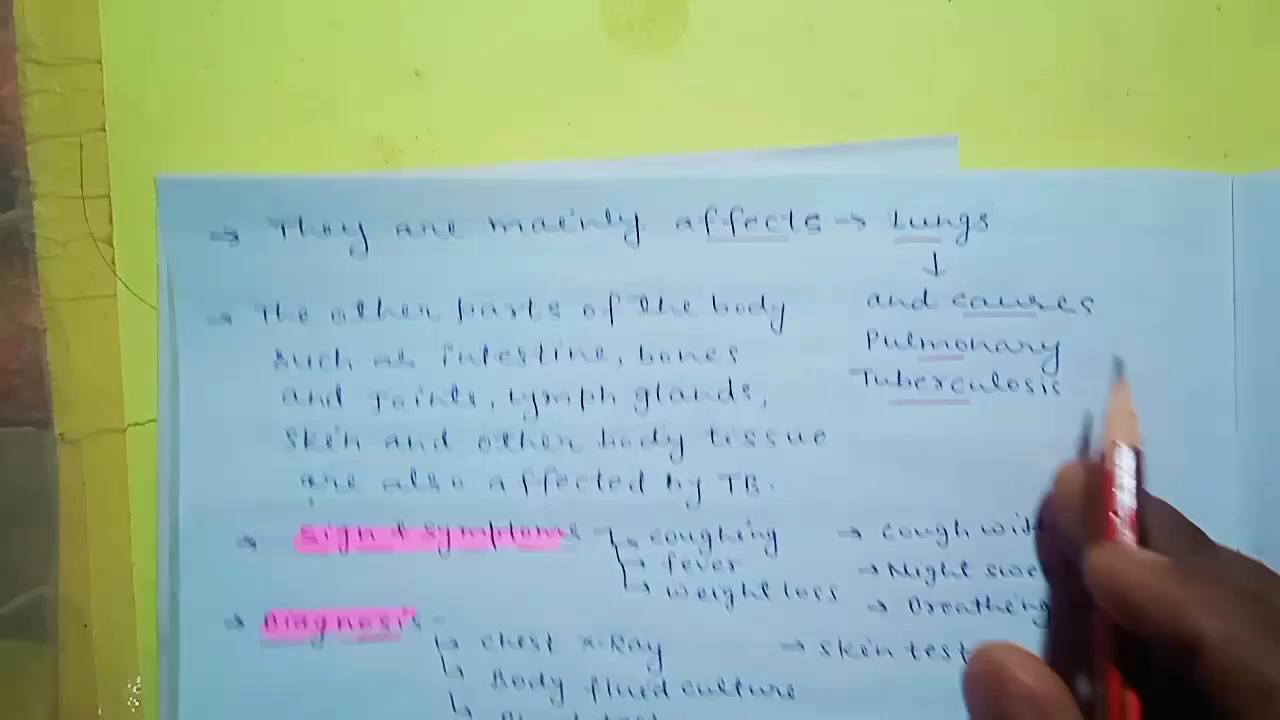 → They are mainly affects → Lungs
↓
and causes
Pulmonary
Tuberculosis
→ The other parts of the body
such as intestine, bones
and joints, lymph glands,
skin and other body tissue
are also affected by TB.
→ Sign & symptoms → coughing
→ fever
→ weight loss
→ cough with
→ Night swe
→ Breathing
→ Diagnosis -
→ chest x-Ray
→ Body fluid culture
→ skin test